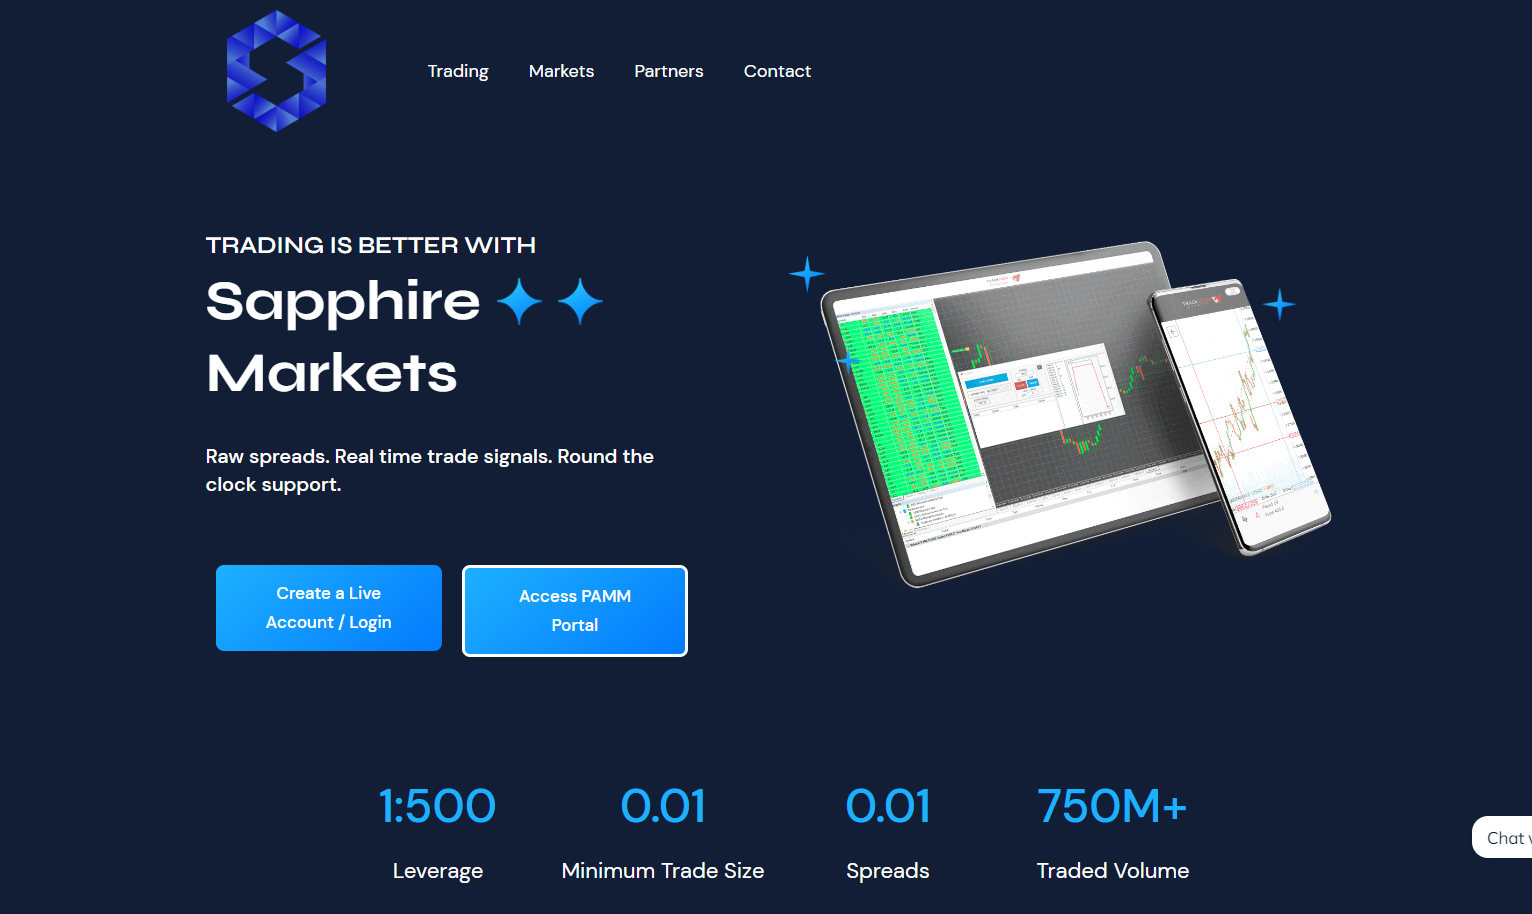 Trading Markets Partners Contact
TRADING IS BETTER WITH
Sapphire
Markets
Raw spreads. Real time trade signals. Round the
clock support.
Create a Live
Account / Login
Access PAMM
Portal
1:500 0.01 0.01 750M+
Leverage Minimum Trade Size Spreads Traded Volume
Chat